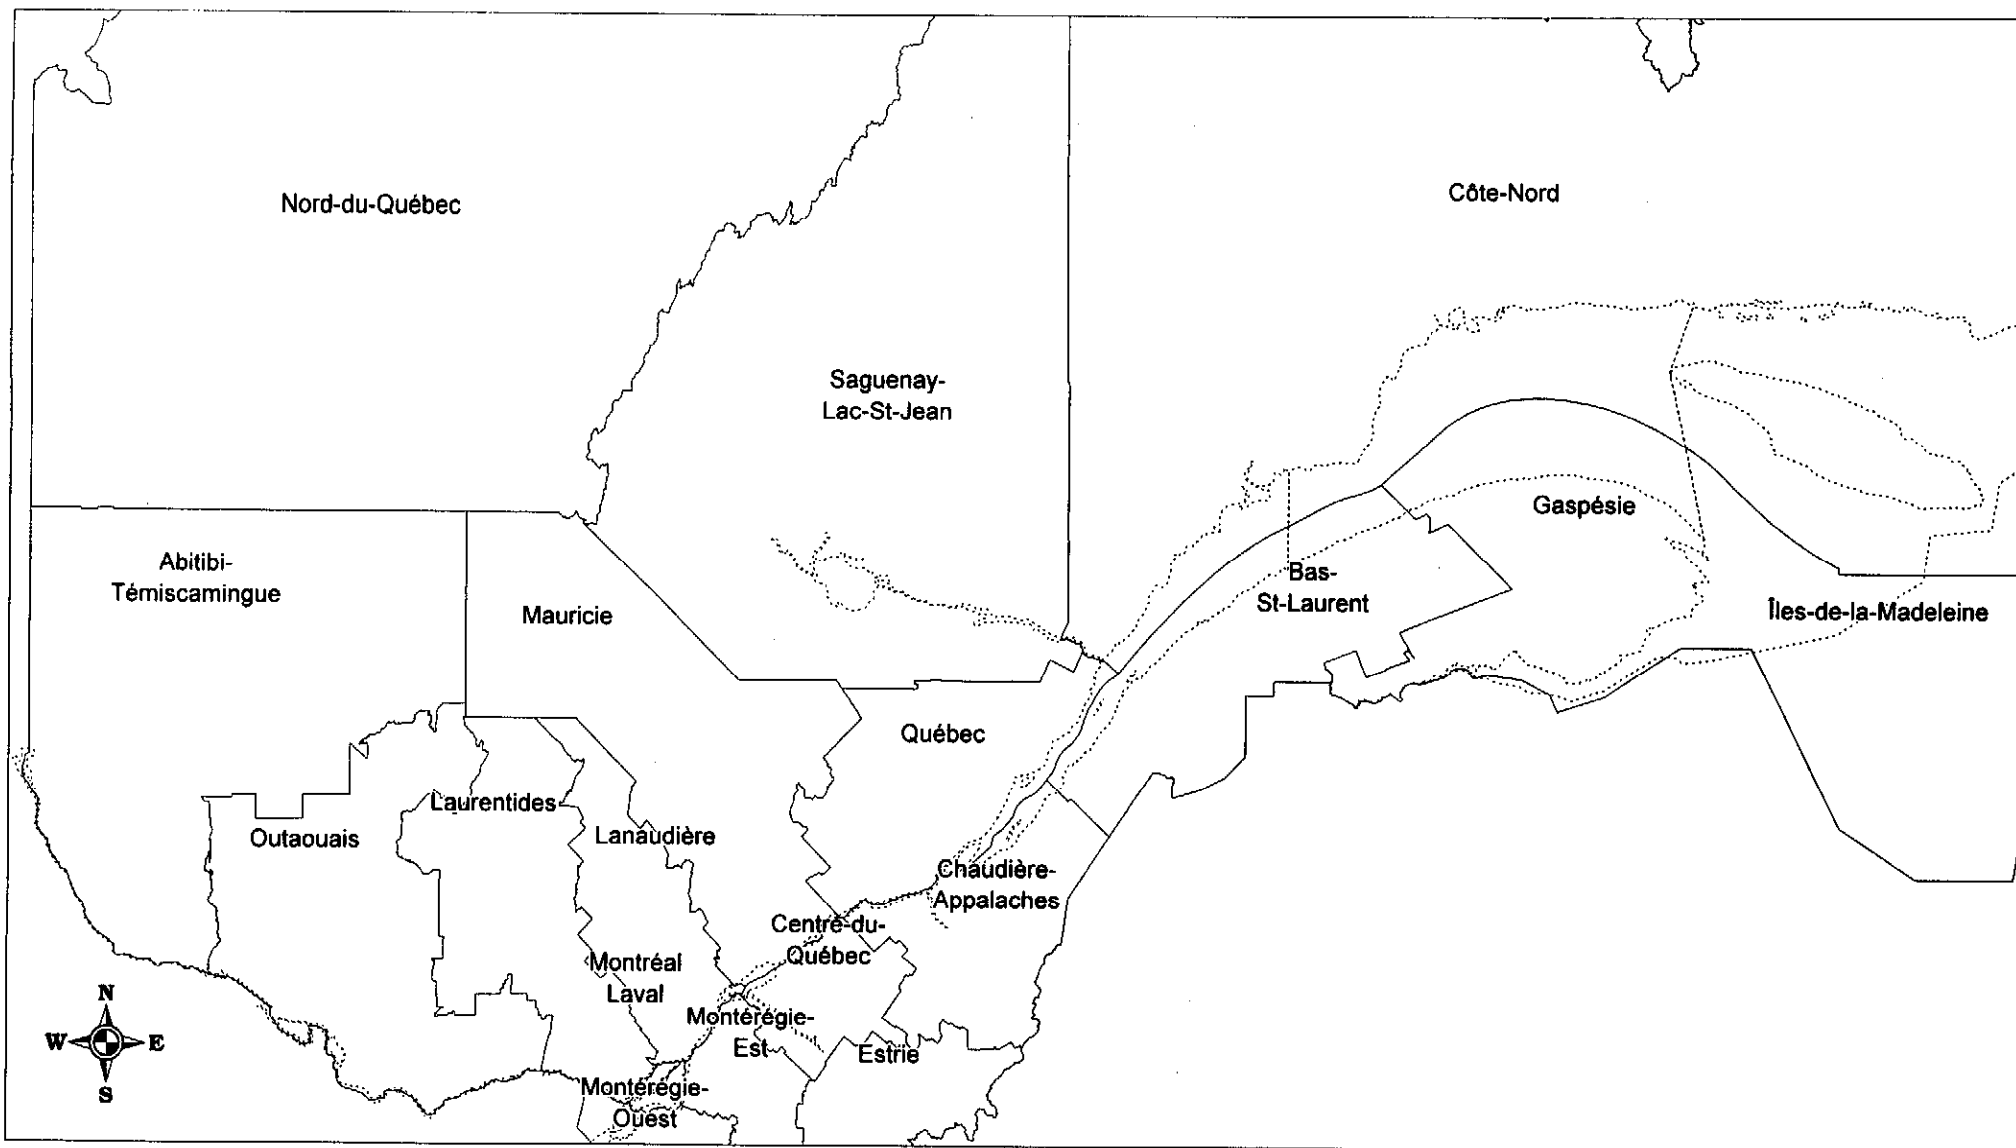 Nord-du-Québec
Côte-Nord
Saguenay-
Lac-St-Jean
Gaspésie
Abitibi-
Témiscamingue
Mauricie
Bas-
St-Laurent
Îles-de-la-Madeleine
Québec
Laurentides
Outaouais
Lanaudière
Chaudière-
Appalaches
Centre-du-
Québec
Montréal
Laval
Montérégie-
Est
Estrie
Montérégie-
Ouest
N
W E
S